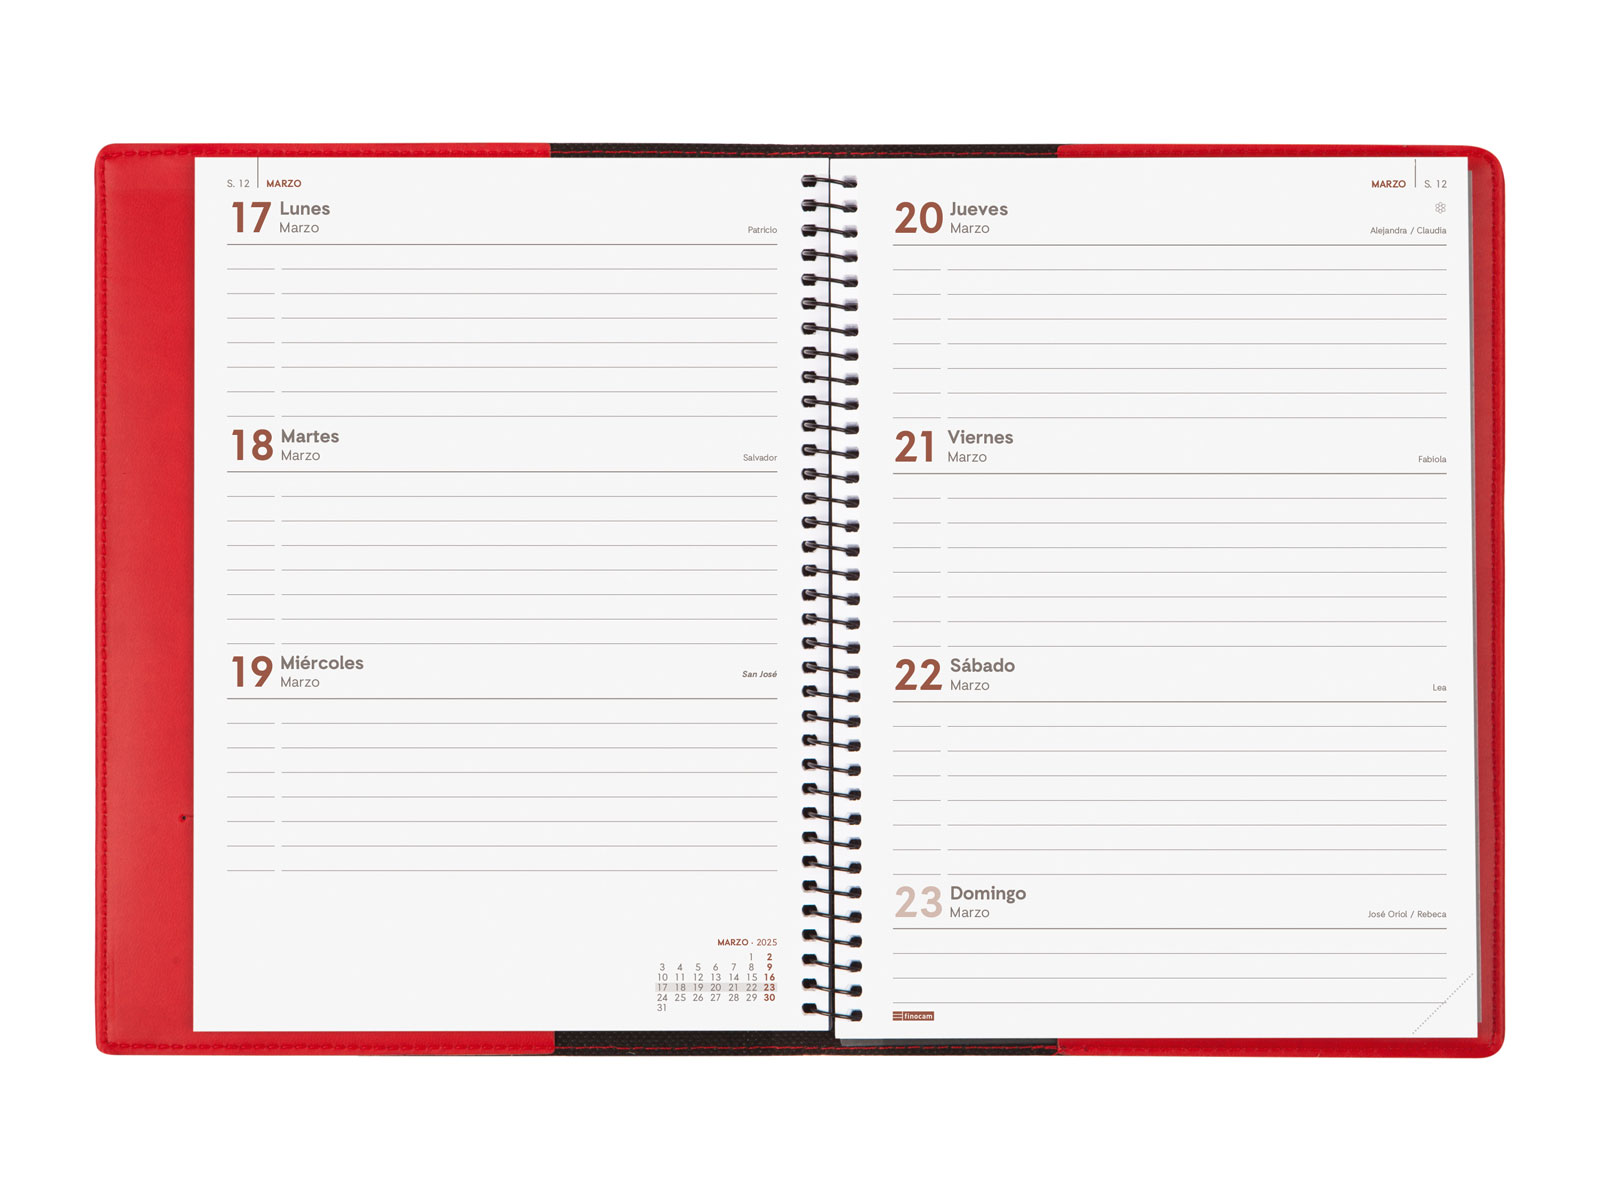 S. 12 MARZO
17 Lunes
Marzo
Patricio
18 Martes
Marzo
Salvador
19 Miércoles
Marzo
San José
MARZO · 2025
1 2
3 4 5 6 7 8 9
10 11 12 13 14 15 16
17 18 19 20 21 22 23
24 25 26 27 28 29 30
31
MARZO S. 12
20 Jueves
Marzo
Alejandra / Claudia
21 Viernes
Marzo
Fabiola
22 Sábado
Marzo
Lea
23 Domingo
Marzo
José Oriol / Rebeca
finocam